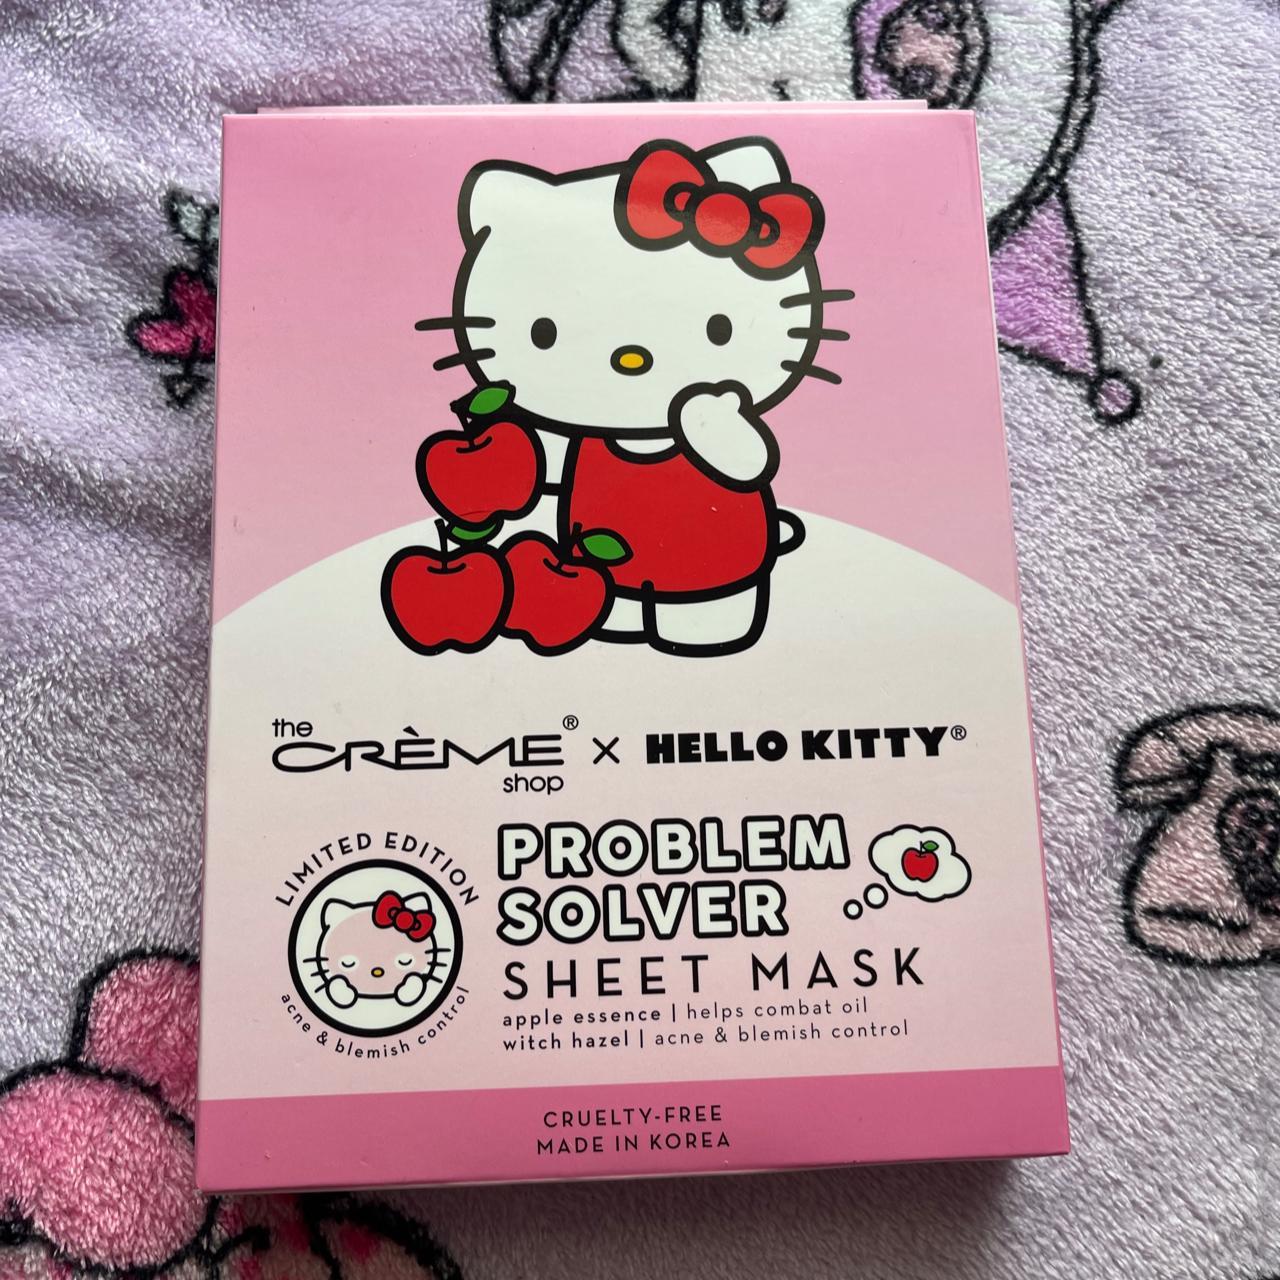 the
CRÈME®
shop
x HELLO KITTY®
LIMITED EDITION
acne & blemish control
PROBLEM
SOLVER
SHEET MASK
apple essence | helps combat oil
witch hazel | acne & blemish control
CRUELTY-FREE
MADE IN KOREA